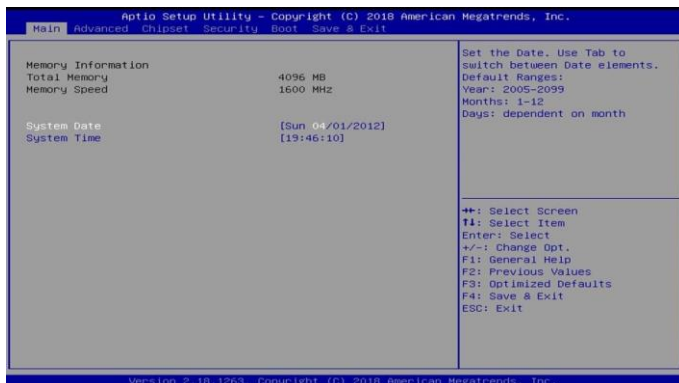 Aptio Setup Utility – Copyright (C) 2018 American Megatrends, Inc.
Main Advanced Chipset Security Boot Save & Exit
Memory Information
Total Memory 4096 MB
Memory Speed 1600 MHz
System Date [Sun 04/01/2012]
System Time [19:46:10]
Set the Date. Use Tab to
switch between Date elements.
Default Ranges:
Year: 2005-2099
Months: 1-12
Days: dependent on month
→←: Select Screen
↑↓: Select Item
Enter: Select
+/-: Change Opt.
F1: General Help
F2: Previous Values
F3: Optimized Defaults
F4: Save & Exit
ESC: Exit
Version 2.18.1263. Copyright (C) 2018 American Megatrends, Inc.